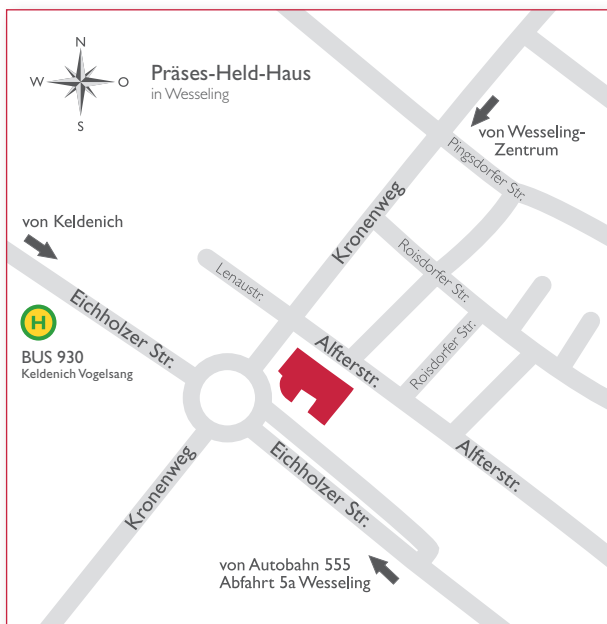 N
W
O
S
Präses-Held-Haus
in Wesseling
von Wesseling-
Zentrum
Pingsdorfer Str.
Kronenweg
von Keldenich
Roisdorfer Str.
Lenaustr.
Eichholzer Str.
H
BUS 930
Keldenich Vogelsang
Alfterstr.
Roisdorfer Str.
Alfterstr.
Kronenweg
Eichholzer Str.
von Autobahn 555
Abfahrt 5a Wesseling